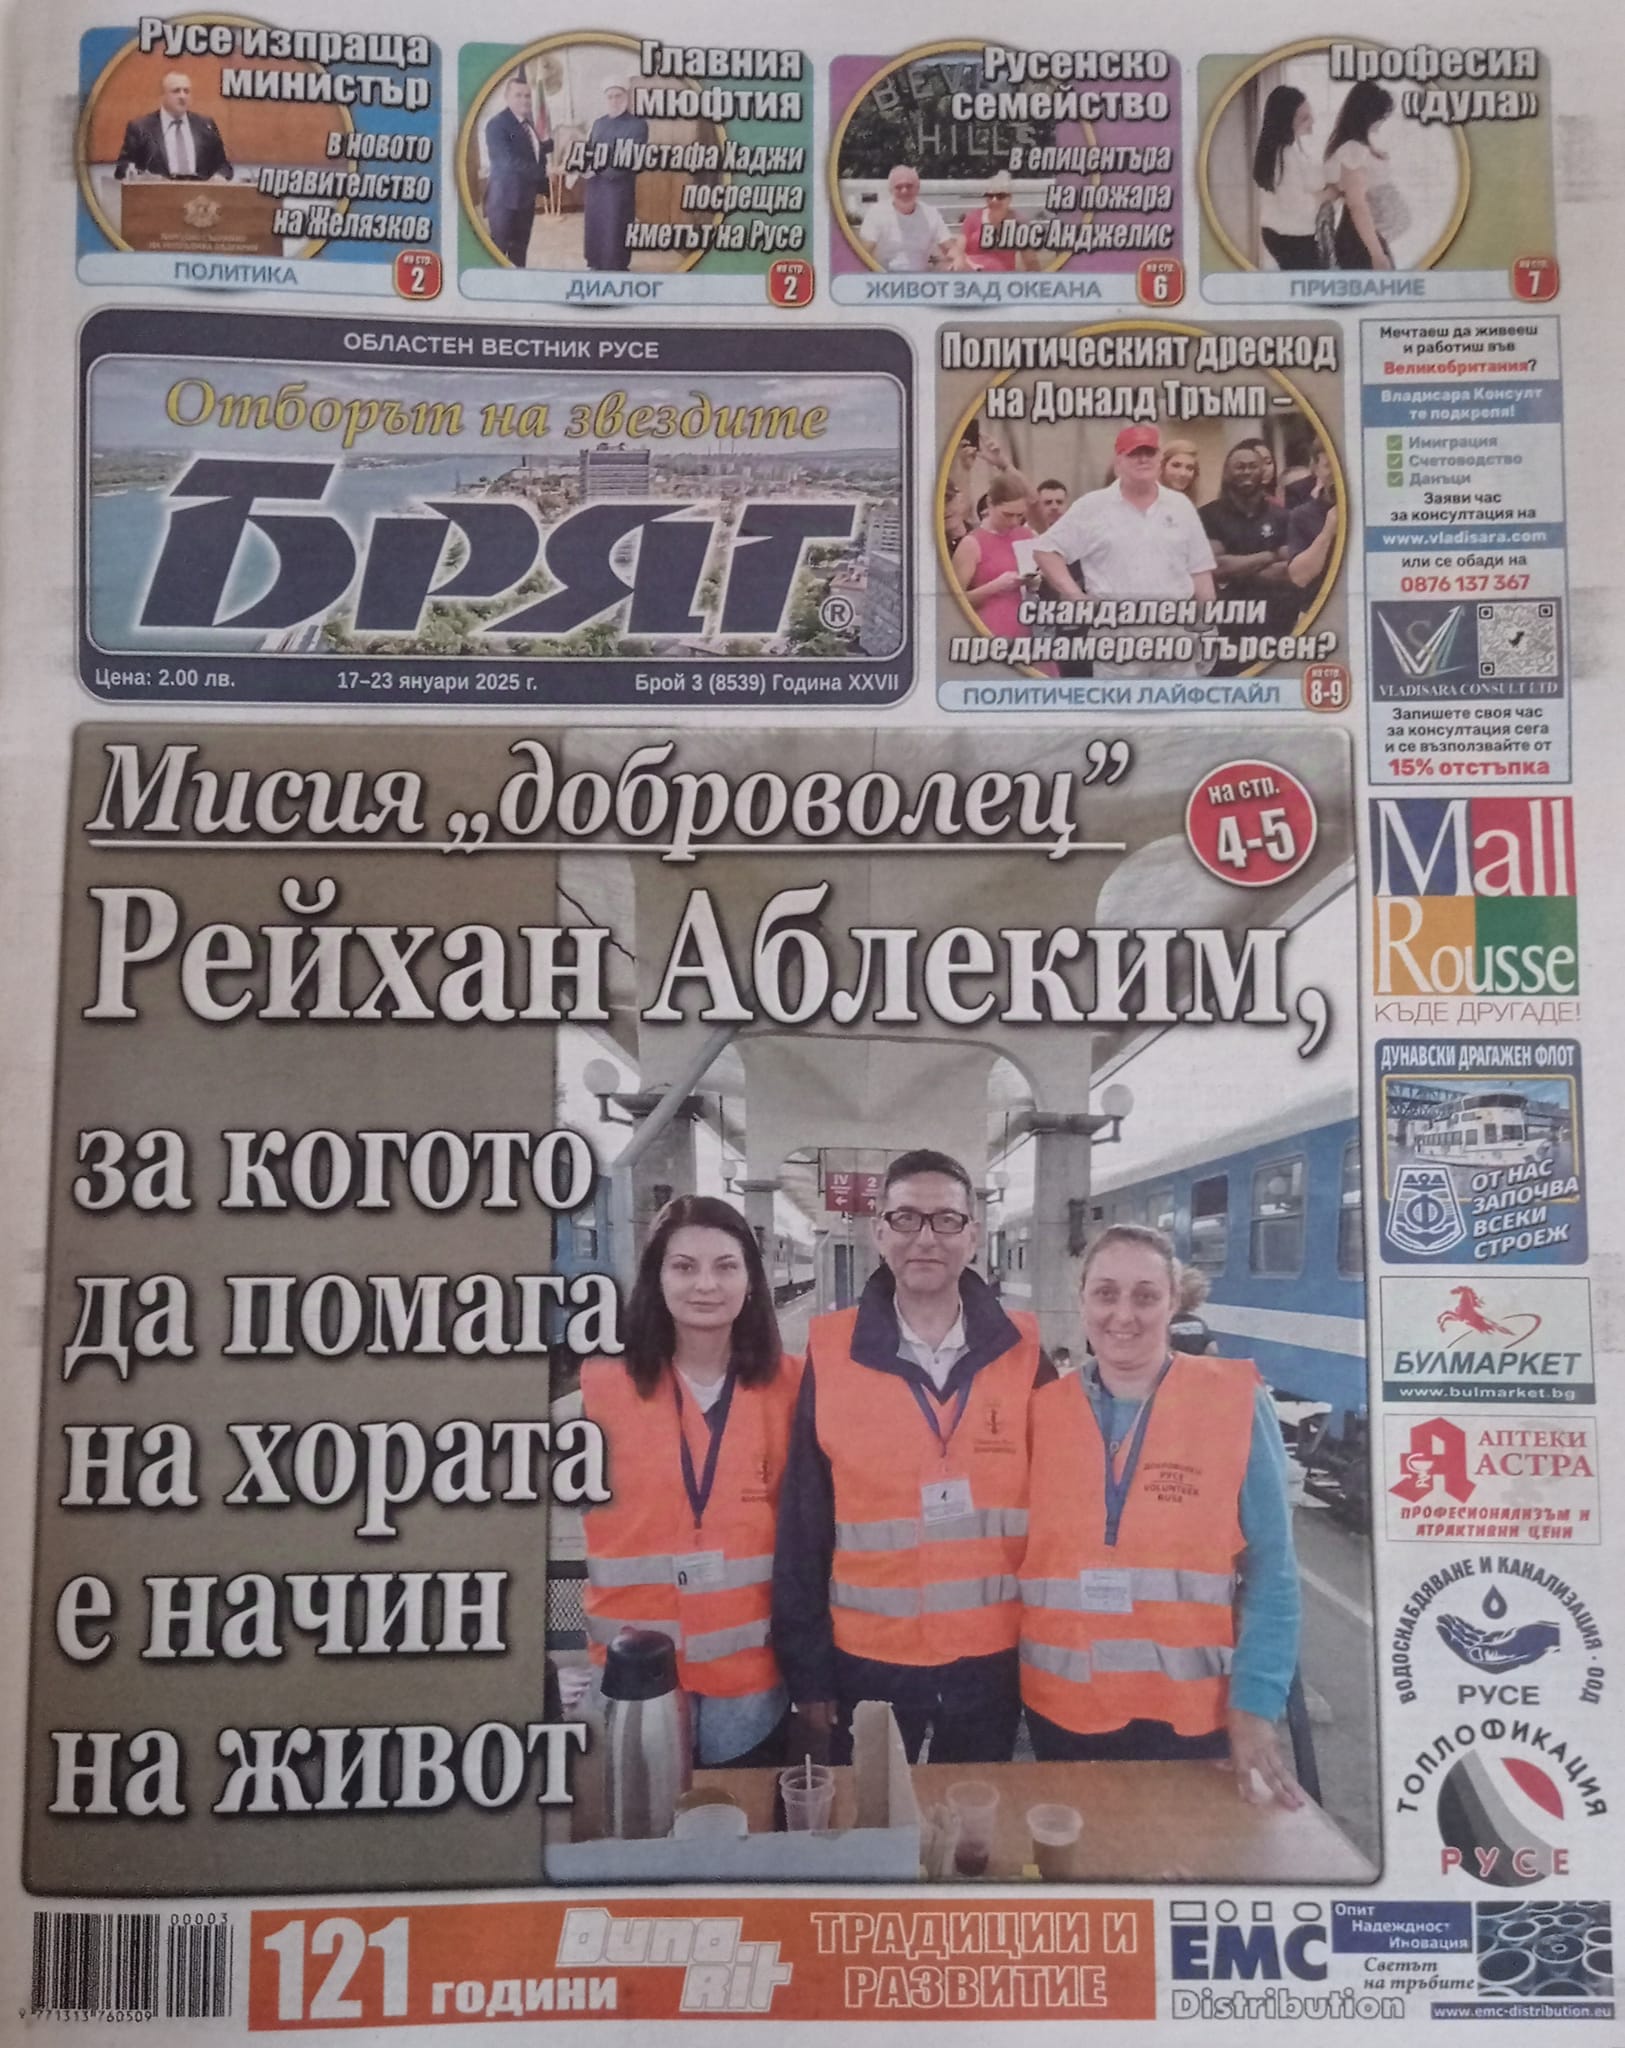 Русе изпраща
министър
в новото
правителство
на Желязков
ПОЛИТИКА
на стр.
2
Главния
мюфтия
д-р Мустафа Хаджи
посрещна
кметът на Русе
ДИАЛОГ
на стр.
2
Русенско
семейство
в епицентъра
на пожара
в Лос Анджелис
ЖИВОТ ЗАД ОКЕАНА
на стр.
6
Професия
«дула»
ПРИЗВАНИЕ
на стр.
7
ОБЛАСТЕН ВЕСТНИК РУСЕ
Отборът на звездите
БРЯГ
®
Цена: 2.00 лв.
17–23 януари 2025 г.
Брой 3 (8539) Година XXVII
Политическият дрескод
на Доналд Тръмп –
скандален или
преднамерено търсен?
ПОЛИТИЧЕСКИ ЛАЙФСТАЙЛ
на стр.
8-9
Мечтаеш да живееш
и работиш във
Великобритания?
Владисара Консулт
те подкрепя!
Имиграция
Счетоводство
Данъци
Заяви час
за консултация на
www.vladisara.com
или се обади на
0876 137 367
VLADISARA CONSULT LTD
Запишете своя час
за консултация сега
и се възползвайте от
15% отстъпка
Мисия „доброволец”
на стр.
4-5
Рейхан Аблеким,
за когото
да помага
на хората
е начин
на живот
IV
2
VOLUNTEER
RUSE
Mall
Rousse
КЪДЕ ДРУГАДЕ!
ДУНАВСКИ ДРАГАЖЕН ФЛОТ
ОТ НАС
ЗАПОЧВА
ВСЕКИ
СТРОЕЖ
БУЛМАРКЕТ
www.bulmarket.bg
АПТЕКИ
АСТРА
ПРОФЕСИОНАЛИЗЪМ И
АТРАКТИВНИ ЦЕНИ
ВОДОСНАБДЯВАНЕ И КАНАЛИЗАЦИЯ · ООД
РУСЕ
ТОПЛОФИКАЦИЯ
РУСЕ
00003
9 771313 760509
121 ГОДИНИ
Duna
Rit
ТРАДИЦИИ И
РАЗВИТИЕ
EMC
Distribution
Опит
Надеждност
Иновация
Светът
на тръбите
www.emc-distribution.eu